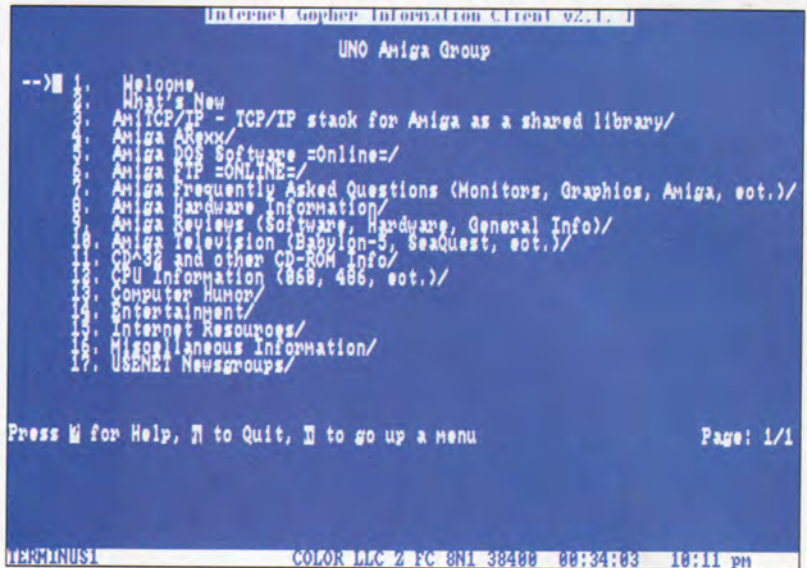 Internet Gopher Information Client v2.1.1
UNO Amiga Group
--> 1. Welcome
2. What's New
3. AmiTCP/IP - TCP/IP stack for Amiga as a shared library/
4. Amiga ARexx/
5. Amiga DOS Software =Online=/
6. Amiga FTP =ONLINE=/
7. Amiga Frequently Asked Questions (Monitors, Graphics, Amiga, ect.)/
8. Amiga Hardware Information/
9. Amiga Reviews (Software, Hardware, General Info)/
10. Amiga Television (Babylon-5, SeaQuest, ect.)/
11. CD^32 and other CD-ROM Info/
12. CPU Information (060, 486, ect.)/
13. Computer Humor/
14. Entertainment/
15. Internet Resources/
16. Miscellaneous Information/
17. USENET Newsgroups/
Press ? for Help, q to Quit, u to go up a menu Page: 1/1
TERMINUS1 COLOR LLC Z FC 8N1 38400 00:34:03 10:11 pm